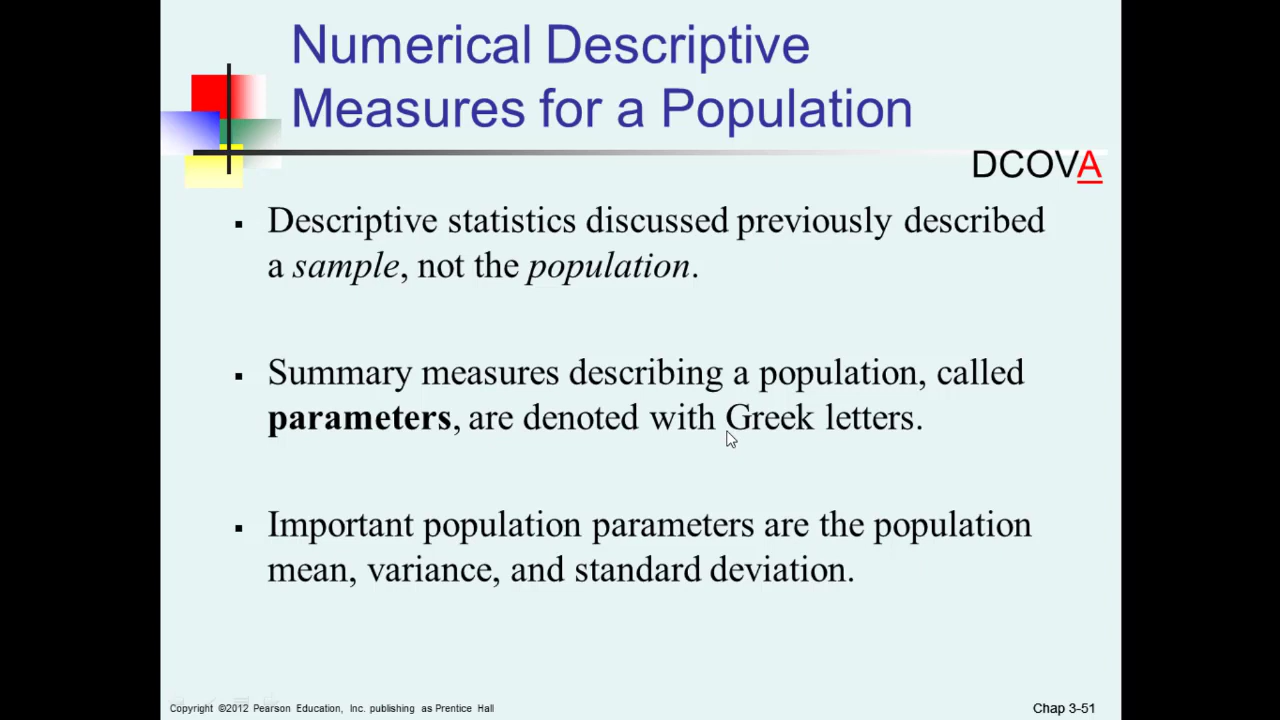 Numerical Descriptive
Measures for a Population
DCOVA
▪ Descriptive statistics discussed previously described
a sample, not the population.
▪ Summary measures describing a population, called
parameters, are denoted with Greek letters.
▪ Important population parameters are the population
mean, variance, and standard deviation.
Copyright ©2012 Pearson Education, Inc. publishing as Prentice Hall
Chap 3-51